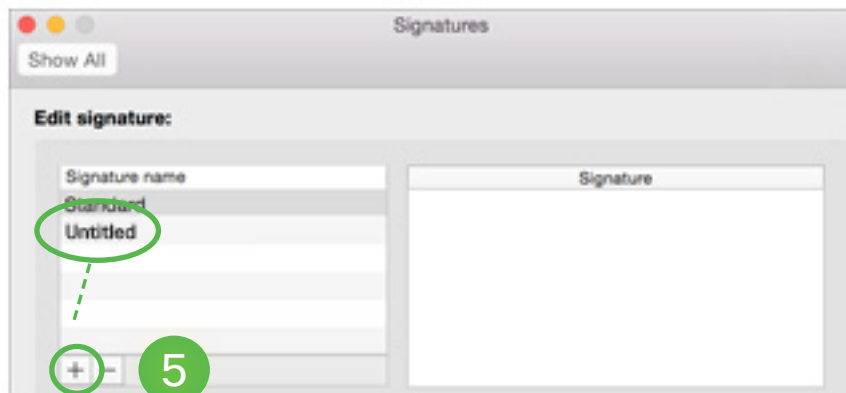 Signatures
Show All
Edit signature:
Signature name
Signature
Standard
Untitled
+ −
5